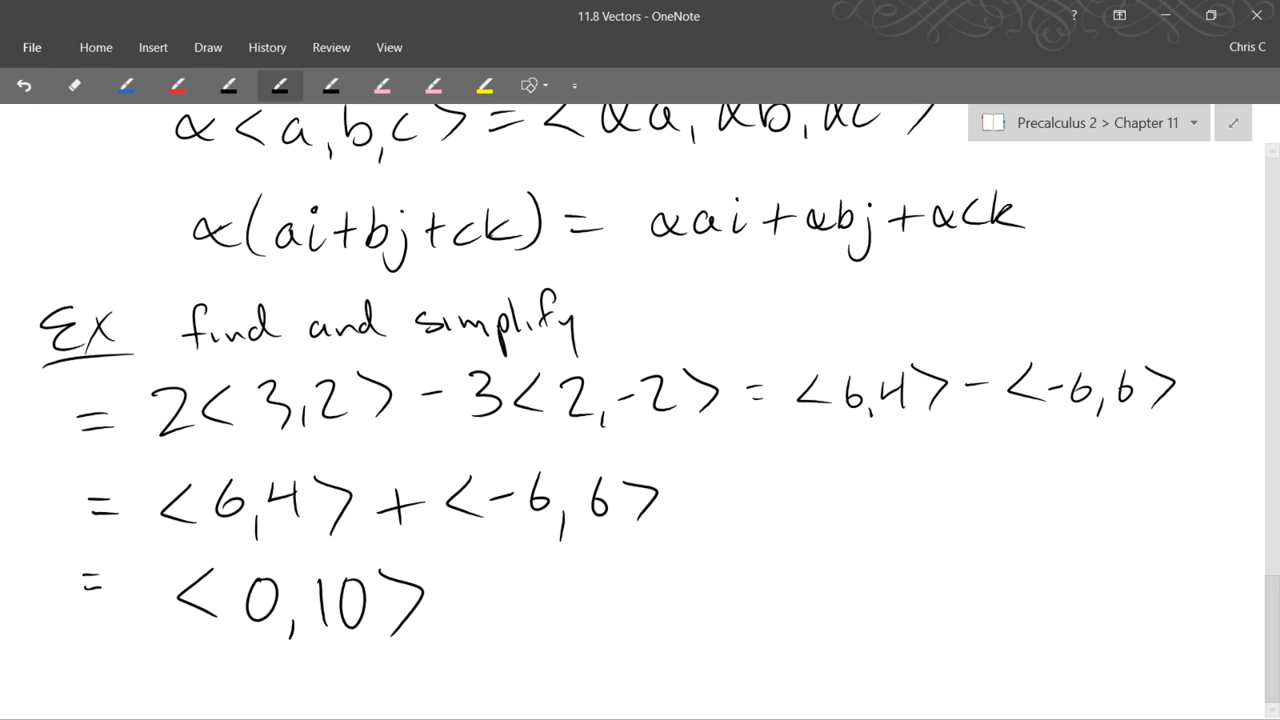 11.8 Vectors - OneNote
?
File Home Insert Draw History Review View
Chris C
Precalculus 2 > Chapter 11
α<a,b,c> = <αa, αb, αc>
α(ai+bj+ck) = αai+αbj+αck
Ex find and simplify
= 2<3,2> - 3<2,-2> = <6,4> - <-6,6>
= <6,4> + <-6,6>
= <0,10>